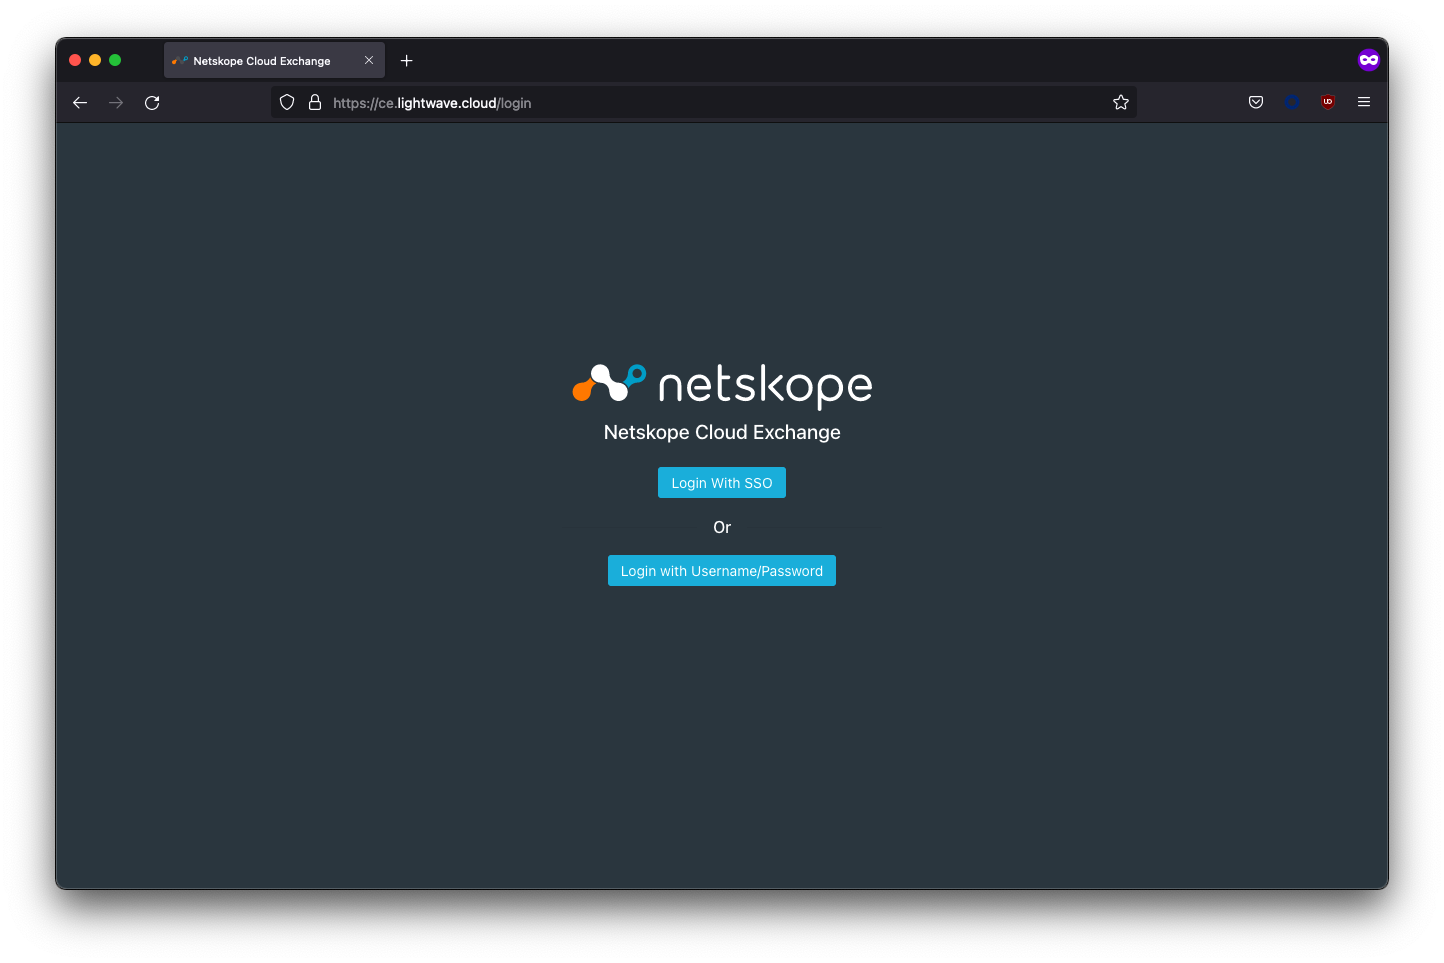 Netskope Cloud Exchange
https://ce.lightwave.cloud/login
UD
netskope
Netskope Cloud Exchange
Login With SSO
Or
Login with Username/Password